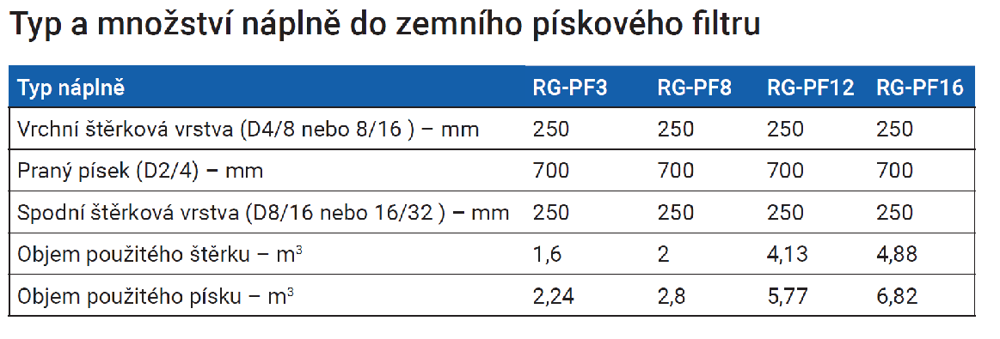 Typ a množství náplně do zemního pískového filtru
Typ náplně RG-PF3 RG-PF8 RG-PF12 RG-PF16
Vrchní štěrková vrstva (D4/8 nebo 8/16 ) – mm 250 250 250 250
Praný písek (D2/4) – mm 700 700 700 700
Spodní štěrková vrstva (D8/16 nebo 16/32 ) – mm 250 250 250 250
Objem použitého štěrku – m³ 1,6 2 4,13 4,88
Objem použitého písku – m³ 2,24 2,8 5,77 6,82